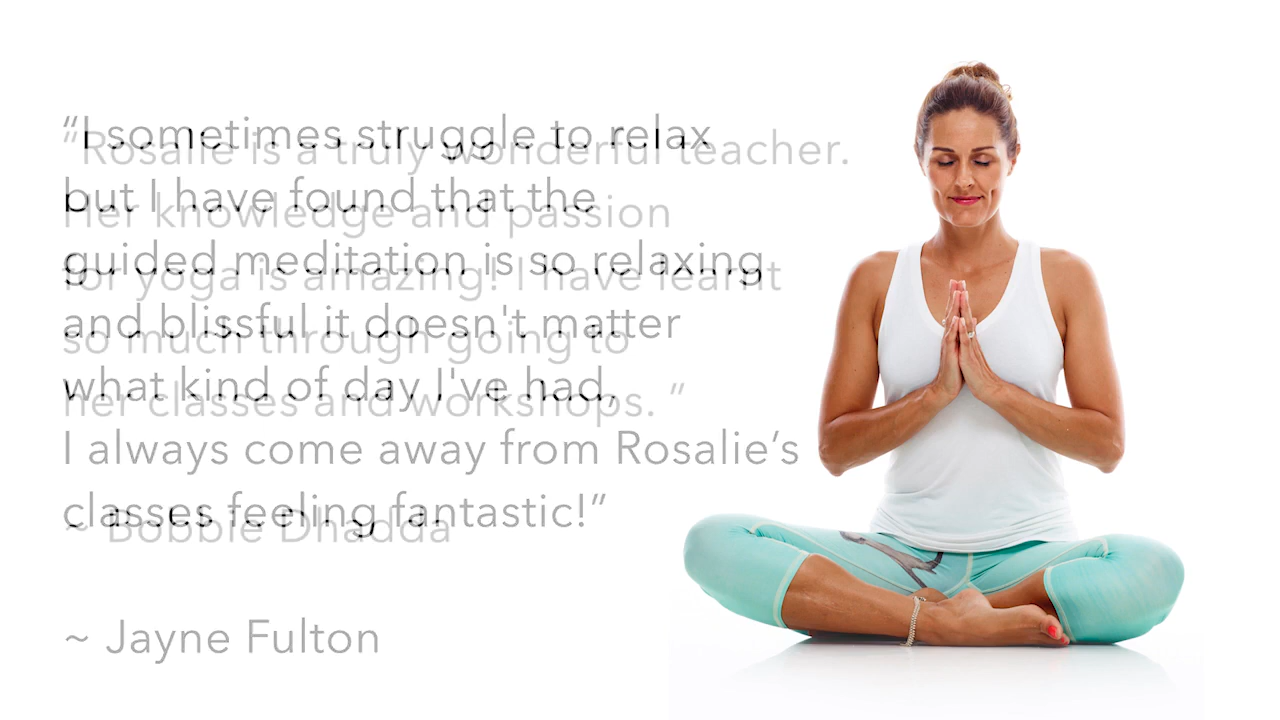 “I sometimes struggle to relax
but I have found that the
guided meditation is so relaxing
and blissful it doesn't matter
what kind of day I've had,
I always come away from Rosalie’s
classes feeling fantastic!”
~ Jayne Fulton
“Rosalie is a truly wonderful teacher.
Her knowledge and passion
for yoga is amazing! I have learnt
so much through going to
her classes and workshops. ”
~ Bobbie Dhadda